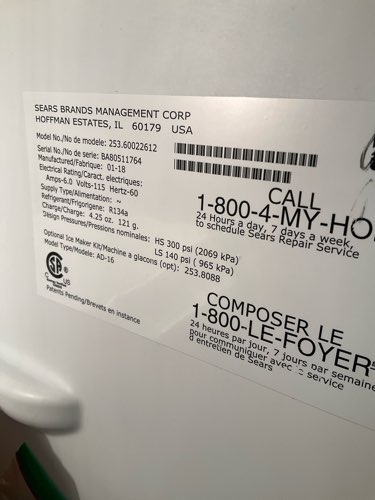 SEARS BRANDS MANAGEMENT CORP
HOFFMAN ESTATES, IL 60179 USA
Model No./No de modele: 253.60022612
Serial No./No de serie: BA80511764
Manufactured/Fabrique: 01-18
Electrical Rating/Caract. electriques:
Amps-6.0 Volts-115 Hertz-60
Supply Type/Alimentation: ~
Refrigerant/Frigorigene: R134a
Charge/Charge: 4.25 oz. 121 g.
Design Pressures/Pressions nominales: HS 300 psi (2069 kPa)
LS 140 psi ( 965 kPa)
Optional Ice Maker Kit/Machine a glacons (opt): 253.8088
Model Type/Modele: AD-16
Patents Pending/Brevets en instance
CALL
1-800-4-MY-HO
24 Hours a day, 7 days a week,
to schedule Sears Repair Service
COMPOSER LE
1-800-LE-FOYER
24 heures par jour, 7 jours par semaine
pour communiquer avec le service
d'entretien de Sears